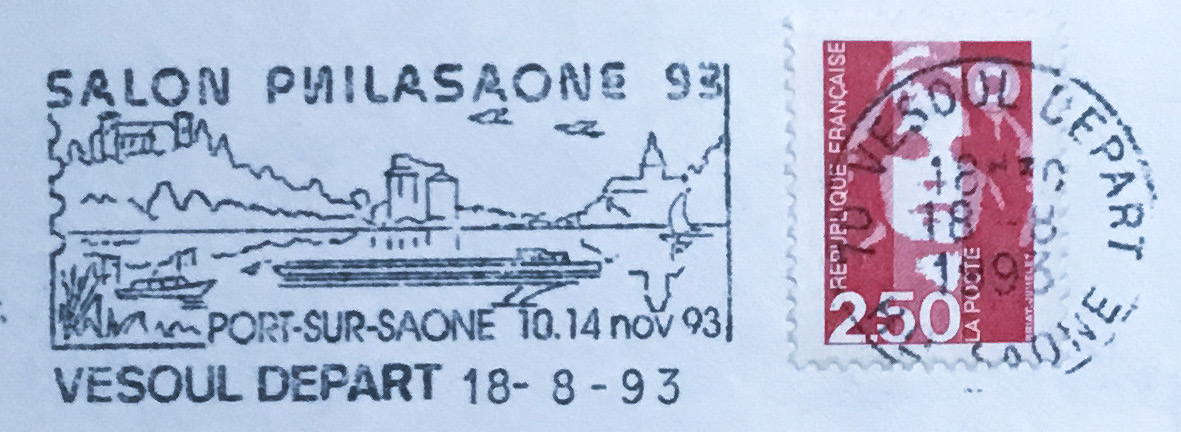 SALON PHILASAONE 93
PORT-SUR-SAONE 10.14 nov 93
VESOUL DEPART 18- 8 - 93
REPUBLIQUE FRANÇAISE
2,50
LA POSTE
70 VESOUL DEPART